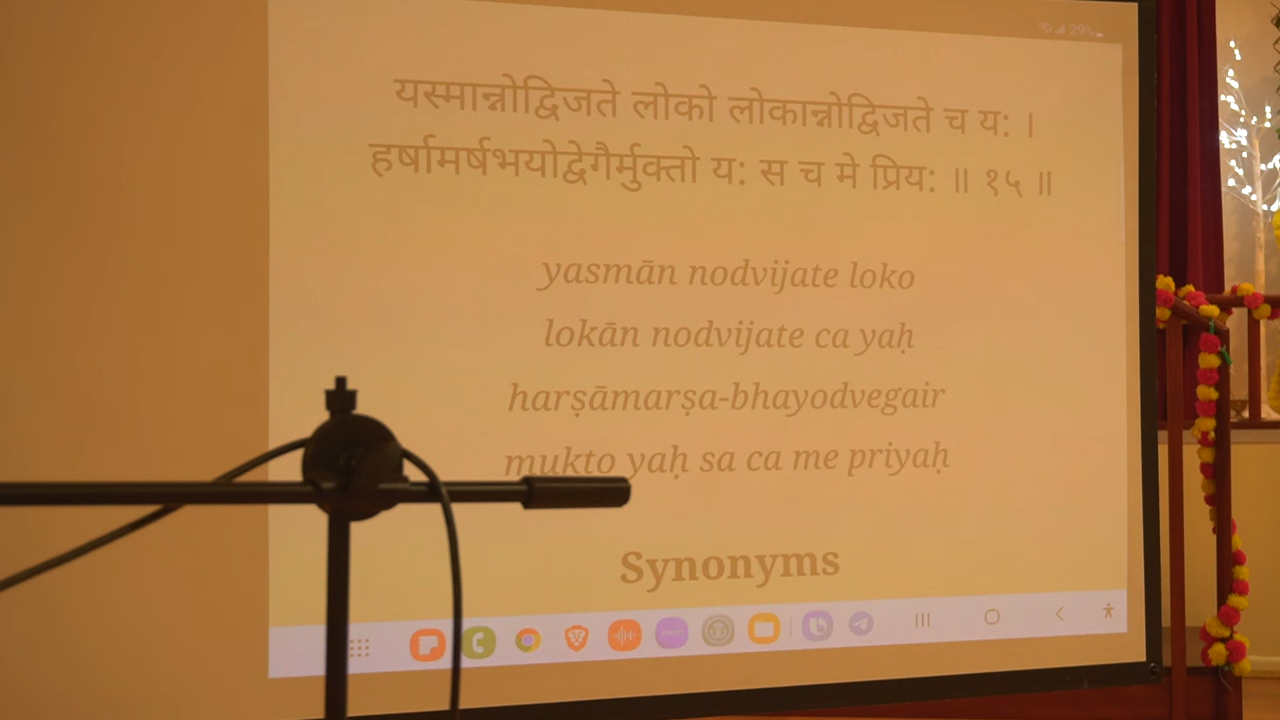 29%
यस्मान्नोद्विजते लोको लोकान्नोद्विजते च य: ।
हर्षामर्षभयोद्वेगैर्मुक्तो य: स च मे प्रिय: ॥ १५ ॥
yasmān nodvijate loko
lokān nodvijate ca yaḥ
harṣāmarṣa-bhayodvegair
mukto yaḥ sa ca me priyaḥ
Synonyms